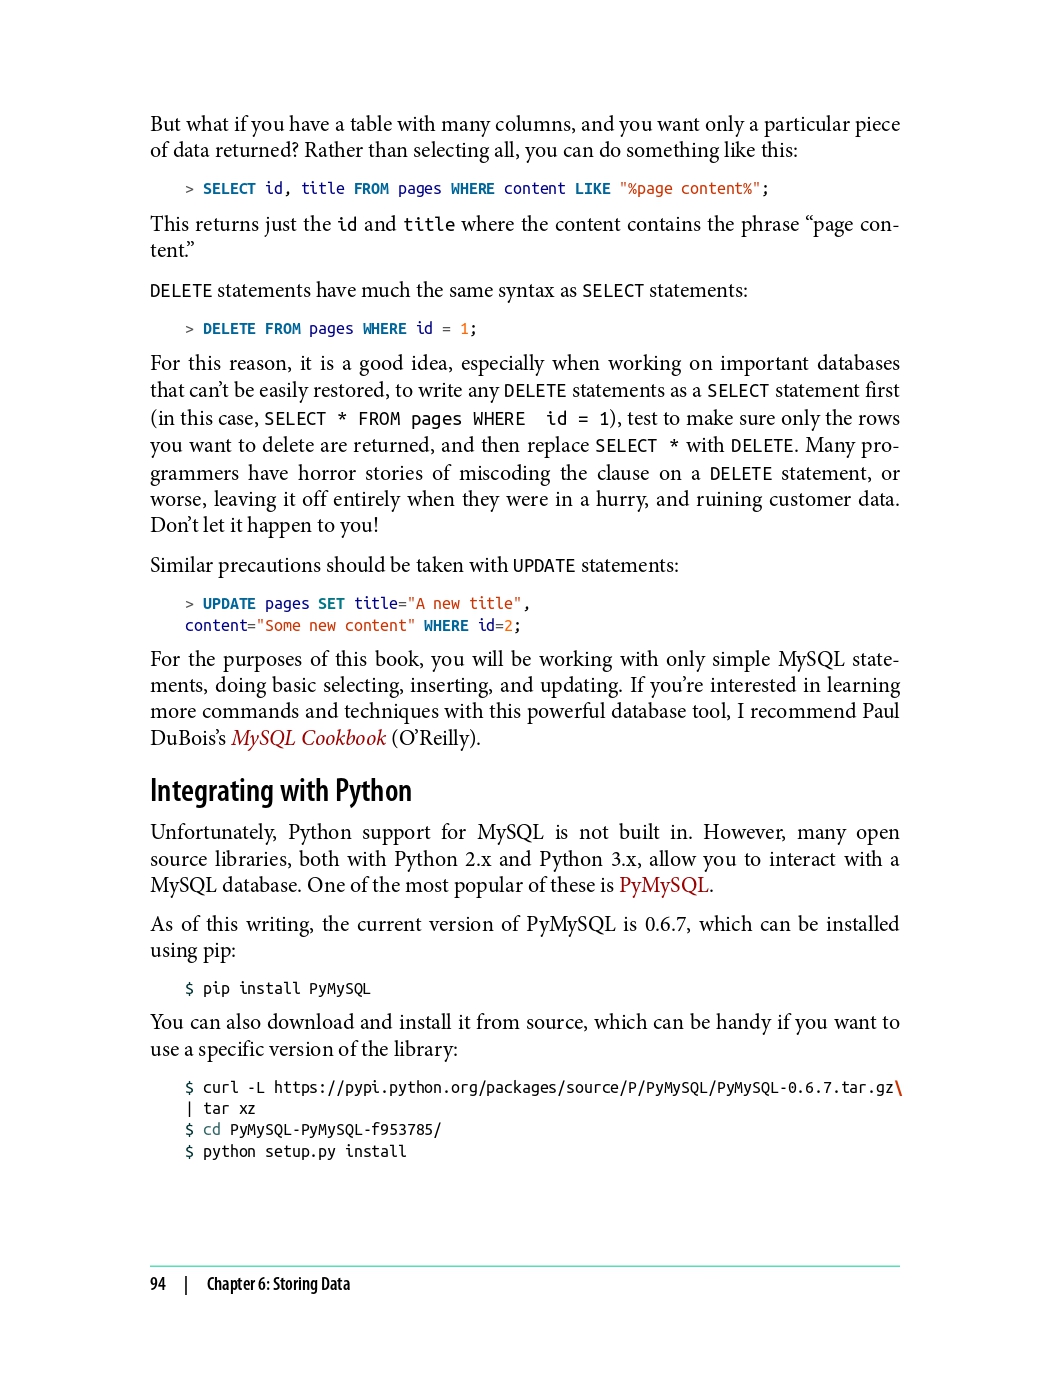 But what if you have a table with many columns, and you want only a particular piece
of data returned? Rather than selecting all, you can do something like this:
> SELECT id, title FROM pages WHERE content LIKE "%page content%";
This returns just the id and title where the content contains the phrase “page con-
tent.”
DELETE statements have much the same syntax as SELECT statements:
> DELETE FROM pages WHERE id = 1;
For this reason, it is a good idea, especially when working on important databases
that can’t be easily restored, to write any DELETE statements as a SELECT statement first
(in this case, SELECT * FROM pages WHERE  id = 1), test to make sure only the rows
you want to delete are returned, and then replace SELECT * with DELETE. Many pro-
grammers have horror stories of miscoding the clause on a DELETE statement, or
worse, leaving it off entirely when they were in a hurry, and ruining customer data.
Don’t let it happen to you!
Similar precautions should be taken with UPDATE statements:
> UPDATE pages SET title="A new title",
content="Some new content" WHERE id=2;
For the purposes of this book, you will be working with only simple MySQL state-
ments, doing basic selecting, inserting, and updating. If you’re interested in learning
more commands and techniques with this powerful database tool, I recommend Paul
DuBois’s MySQL Cookbook (O’Reilly).
Integrating with Python
Unfortunately, Python support for MySQL is not built in. However, many open
source libraries, both with Python 2.x and Python 3.x, allow you to interact with a
MySQL database. One of the most popular of these is PyMySQL.
As of this writing, the current version of PyMySQL is 0.6.7, which can be installed
using pip:
$ pip install PyMySQL
You can also download and install it from source, which can be handy if you want to
use a specific version of the library:
$ curl -L https://pypi.python.org/packages/source/P/PyMySQL/PyMySQL-0.6.7.tar.gz\
| tar xz
$ cd PyMySQL-PyMySQL-f953785/
$ python setup.py install
94 | Chapter 6: Storing Data